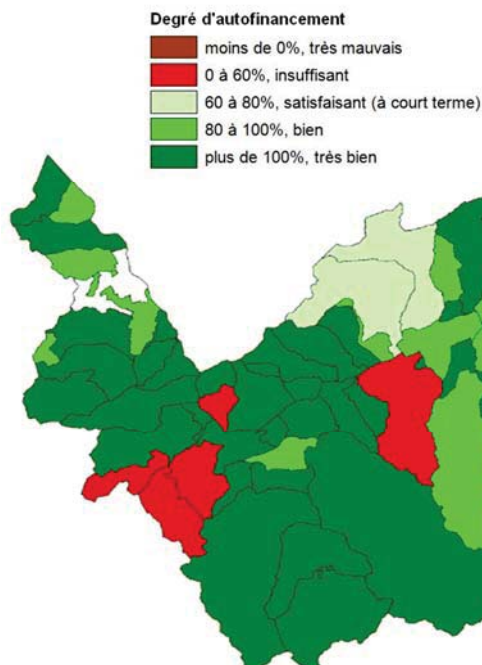 Degré d'autofinancement
moins de 0%, très mauvais
0 à 60%, insuffisant
60 à 80%, satisfaisant (à court terme)
80 à 100%, bien
plus de 100%, très bien